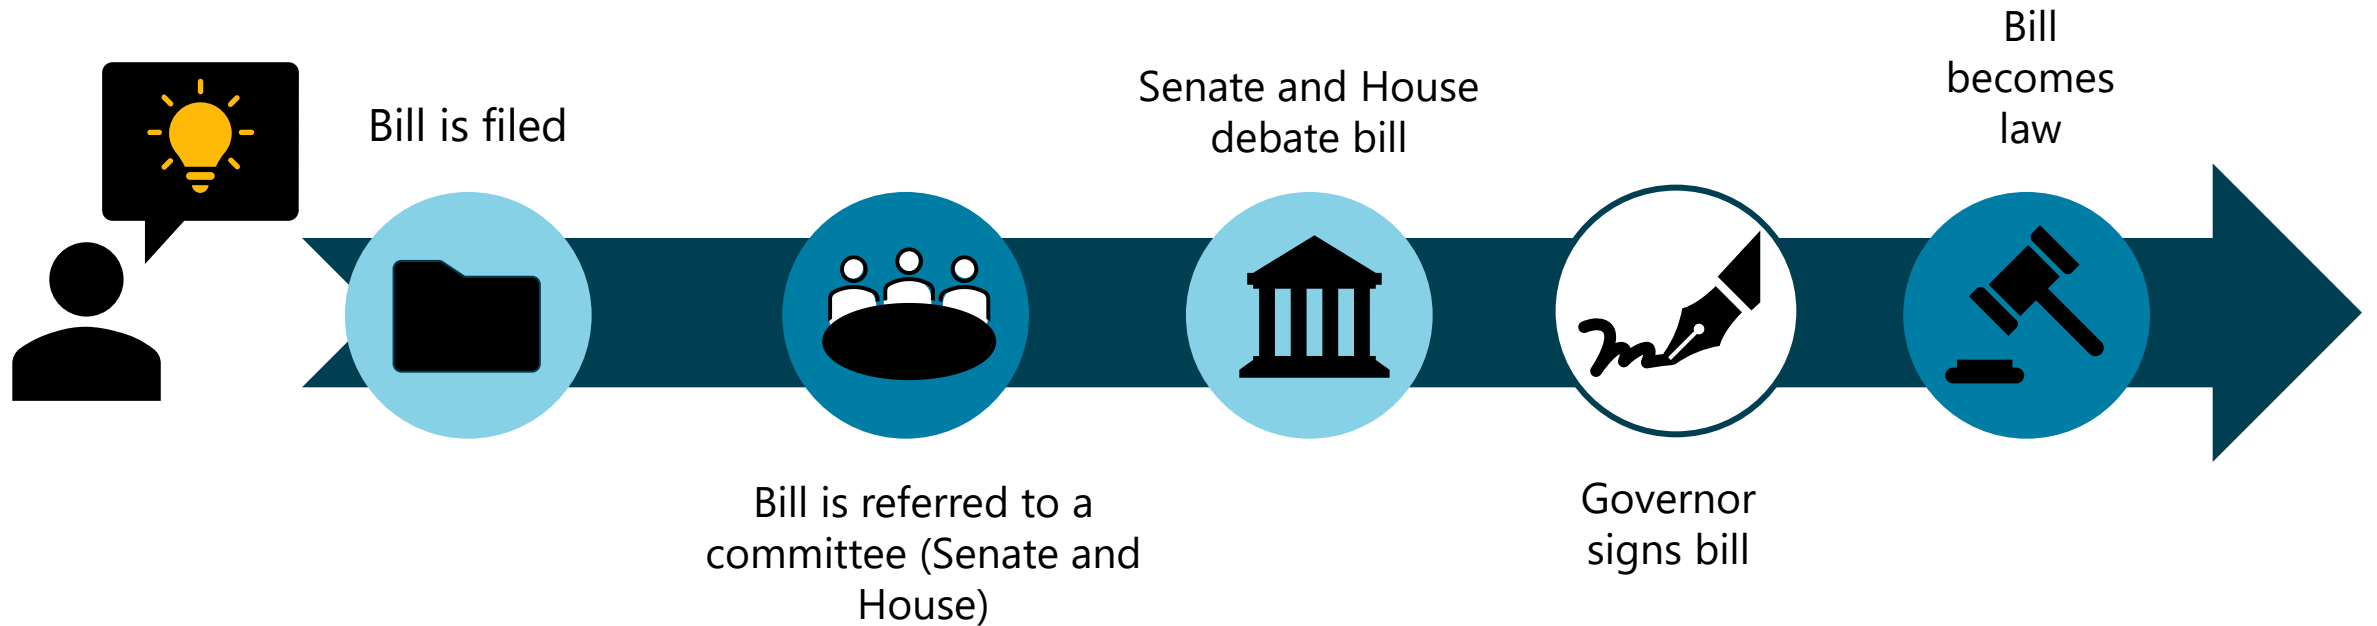 Bill is filed
Bill is referred to a
committee (Senate and
House)
Senate and House
debate bill
Governor
signs bill
Bill
becomes
law